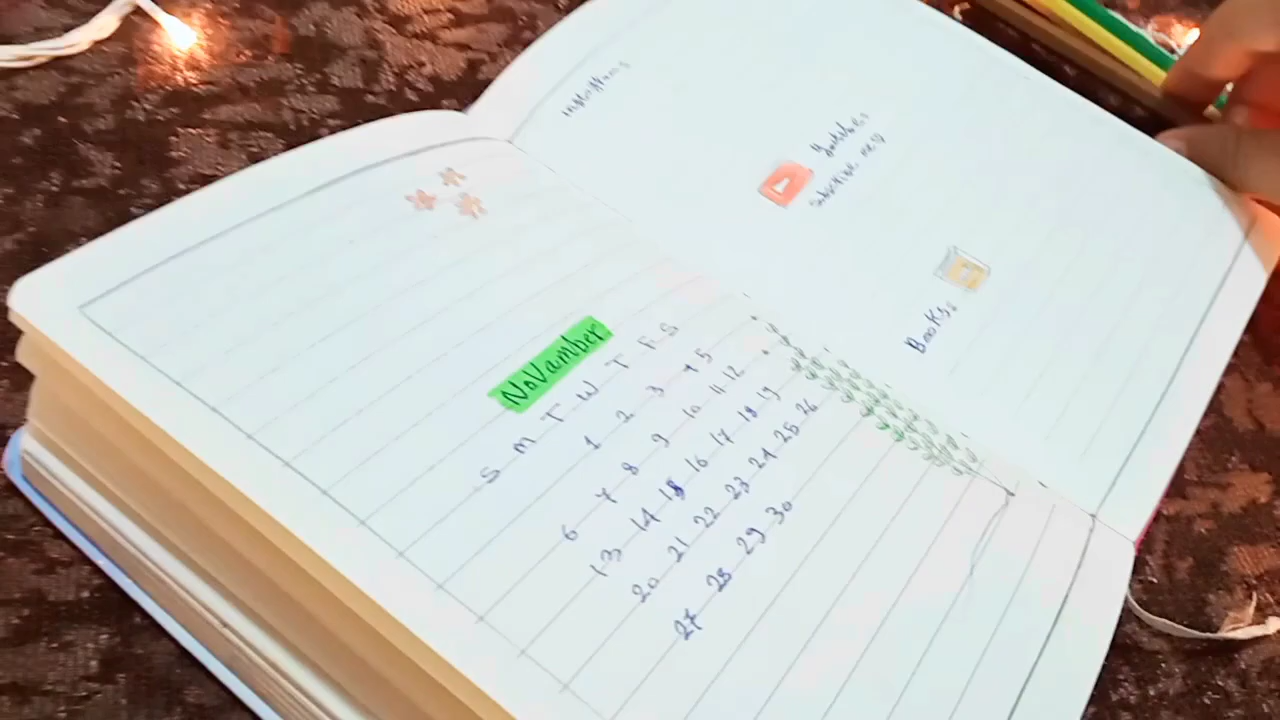 NoVamber
S M T W T F S
1 2 3 4 5
6 7 8 9 10 11 12
13 14 15 16 17 18 19
20 21 22 23 24 25 26
27 28 29 30
Books